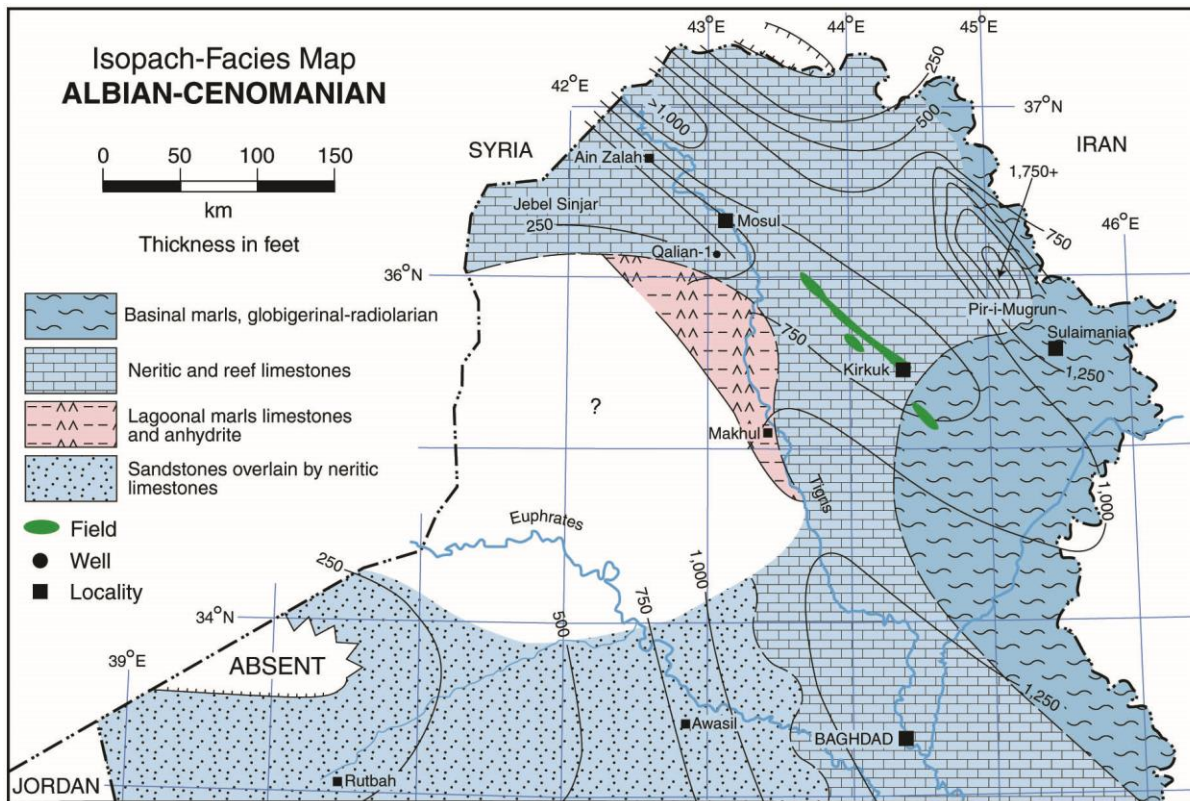 Isopach-Facies Map
ALBIAN-CENOMANIAN
0 50 100 150
km
Thickness in feet
Basinal marls, globigerinal-radiolarian
Neritic and reef limestones
Lagoonal marls limestones
and anhydrite
Sandstones overlain by neritic
limestones
Field
Well
Locality
43°E
44°E
45°E
42°E
250
37°N
500
IRAN
>1,000
SYRIA
Ain Zalah
1,750+
Jebel Sinjar
46°E
250
Mosul
750
Qalian-1
36°N
Pir-i-Mugrun
750
Sulaimania
Kirkuk
1,250
?
Makhul
Tigris
1,000
Euphrates
250
1,000
750
500
34°N
39°E
ABSENT
1,250
Awasil
BAGHDAD
JORDAN
Rutbah